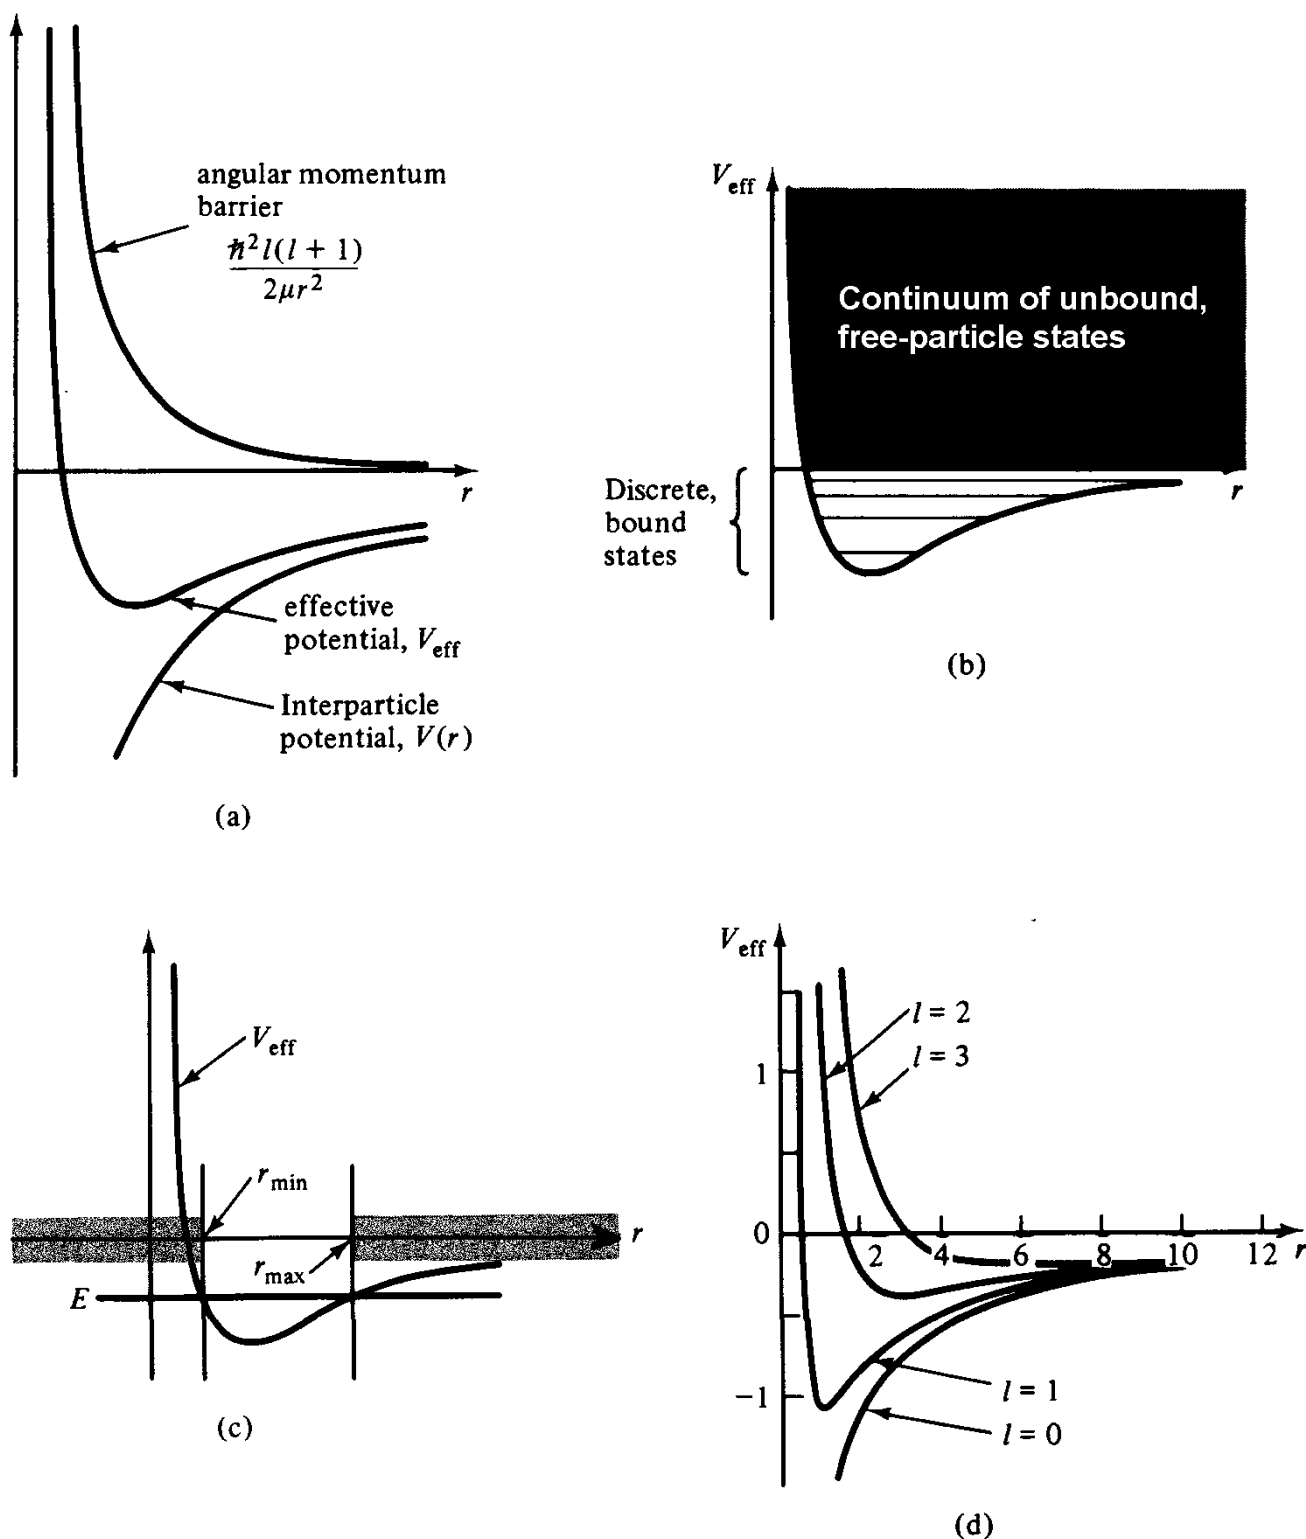 angular momentum
barrier
ℏ²l(l + 1)
2μr²
r
effective
potential, V_eff
Interparticle
potential, V(r)
(a)
V_eff
Continuum of unbound,
free-particle states
r
Discrete,
bound
states
(b)
V_eff
r_min
r
r_max
E
(c)
V_eff
l = 2
l = 3
1
0
2 4 6 8 10 12 r
−1
l = 1
l = 0
(d)